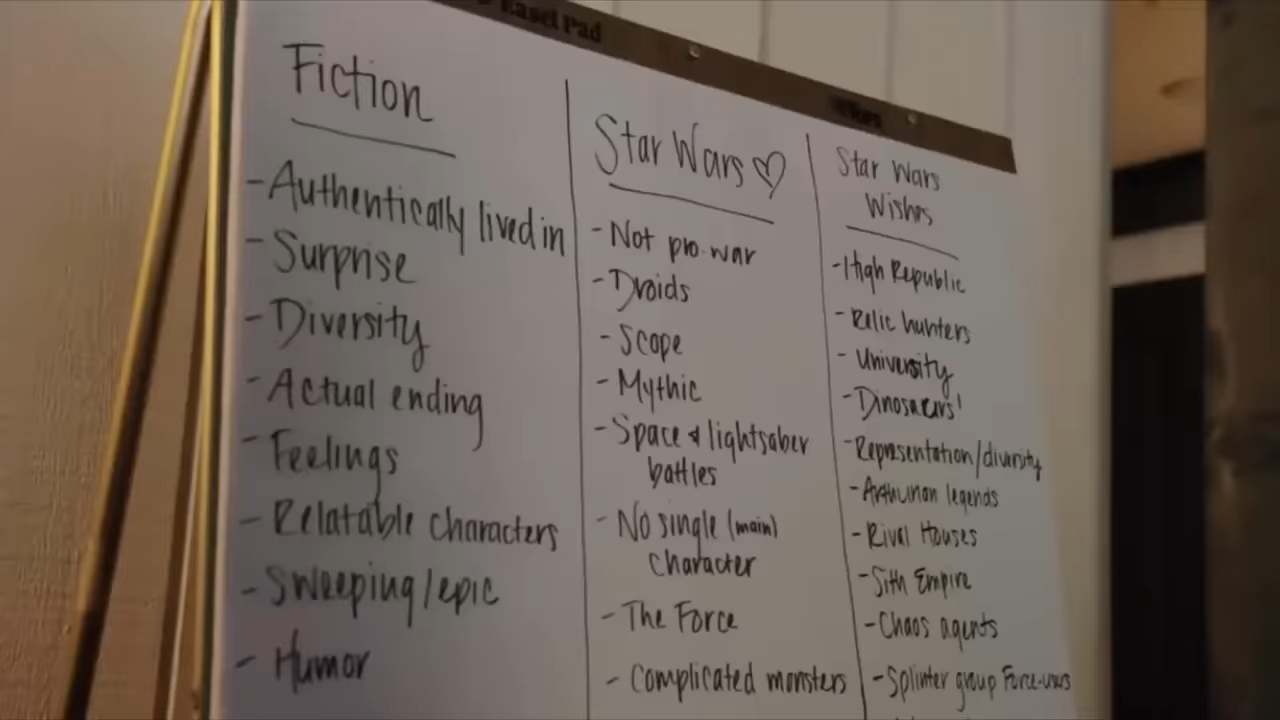 Easel Pad
Fiction
- Authentically lived in
- Surprise
- Diversity
- Actual ending
- Feelings
- Relatable characters
- Sweeping/epic
- Humor
Star Wars ♡
- Not pro-war
- Droids
- Scope
- Mythic
- Space & lightsaber
battles
- No single (main)
character
- The Force
- Complicated monsters
Star Wars
Wishes
- High Republic
- Relic hunters
- University
- Dinosaurs!
- Representation/diversity
- Arthurian legends
- Rival Houses
- Sith Empire
- Chaos agents
- Splinter group Force-users